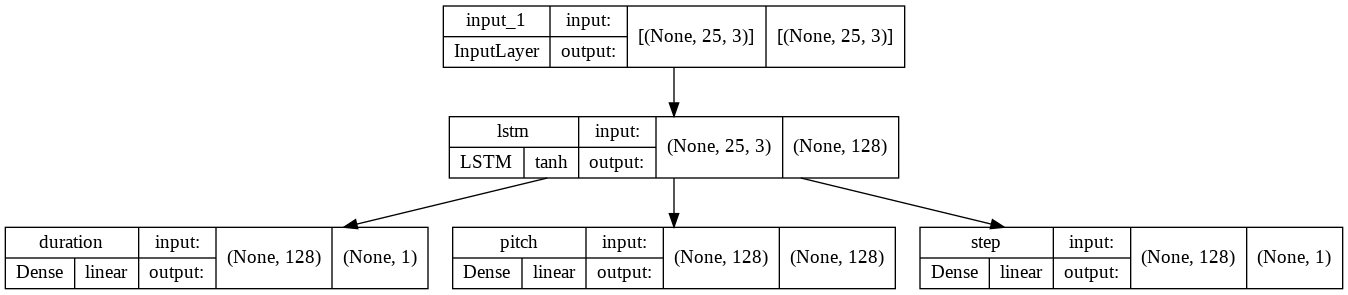 input_1 input: [(None, 25, 3)] [(None, 25, 3)]
InputLayer output:
lstm input: (None, 25, 3) (None, 128)
LSTM tanh output:
duration input: (None, 128) (None, 1)
Dense linear output:
pitch input: (None, 128) (None, 128)
Dense linear output:
step input: (None, 128) (None, 1)
Dense linear output: